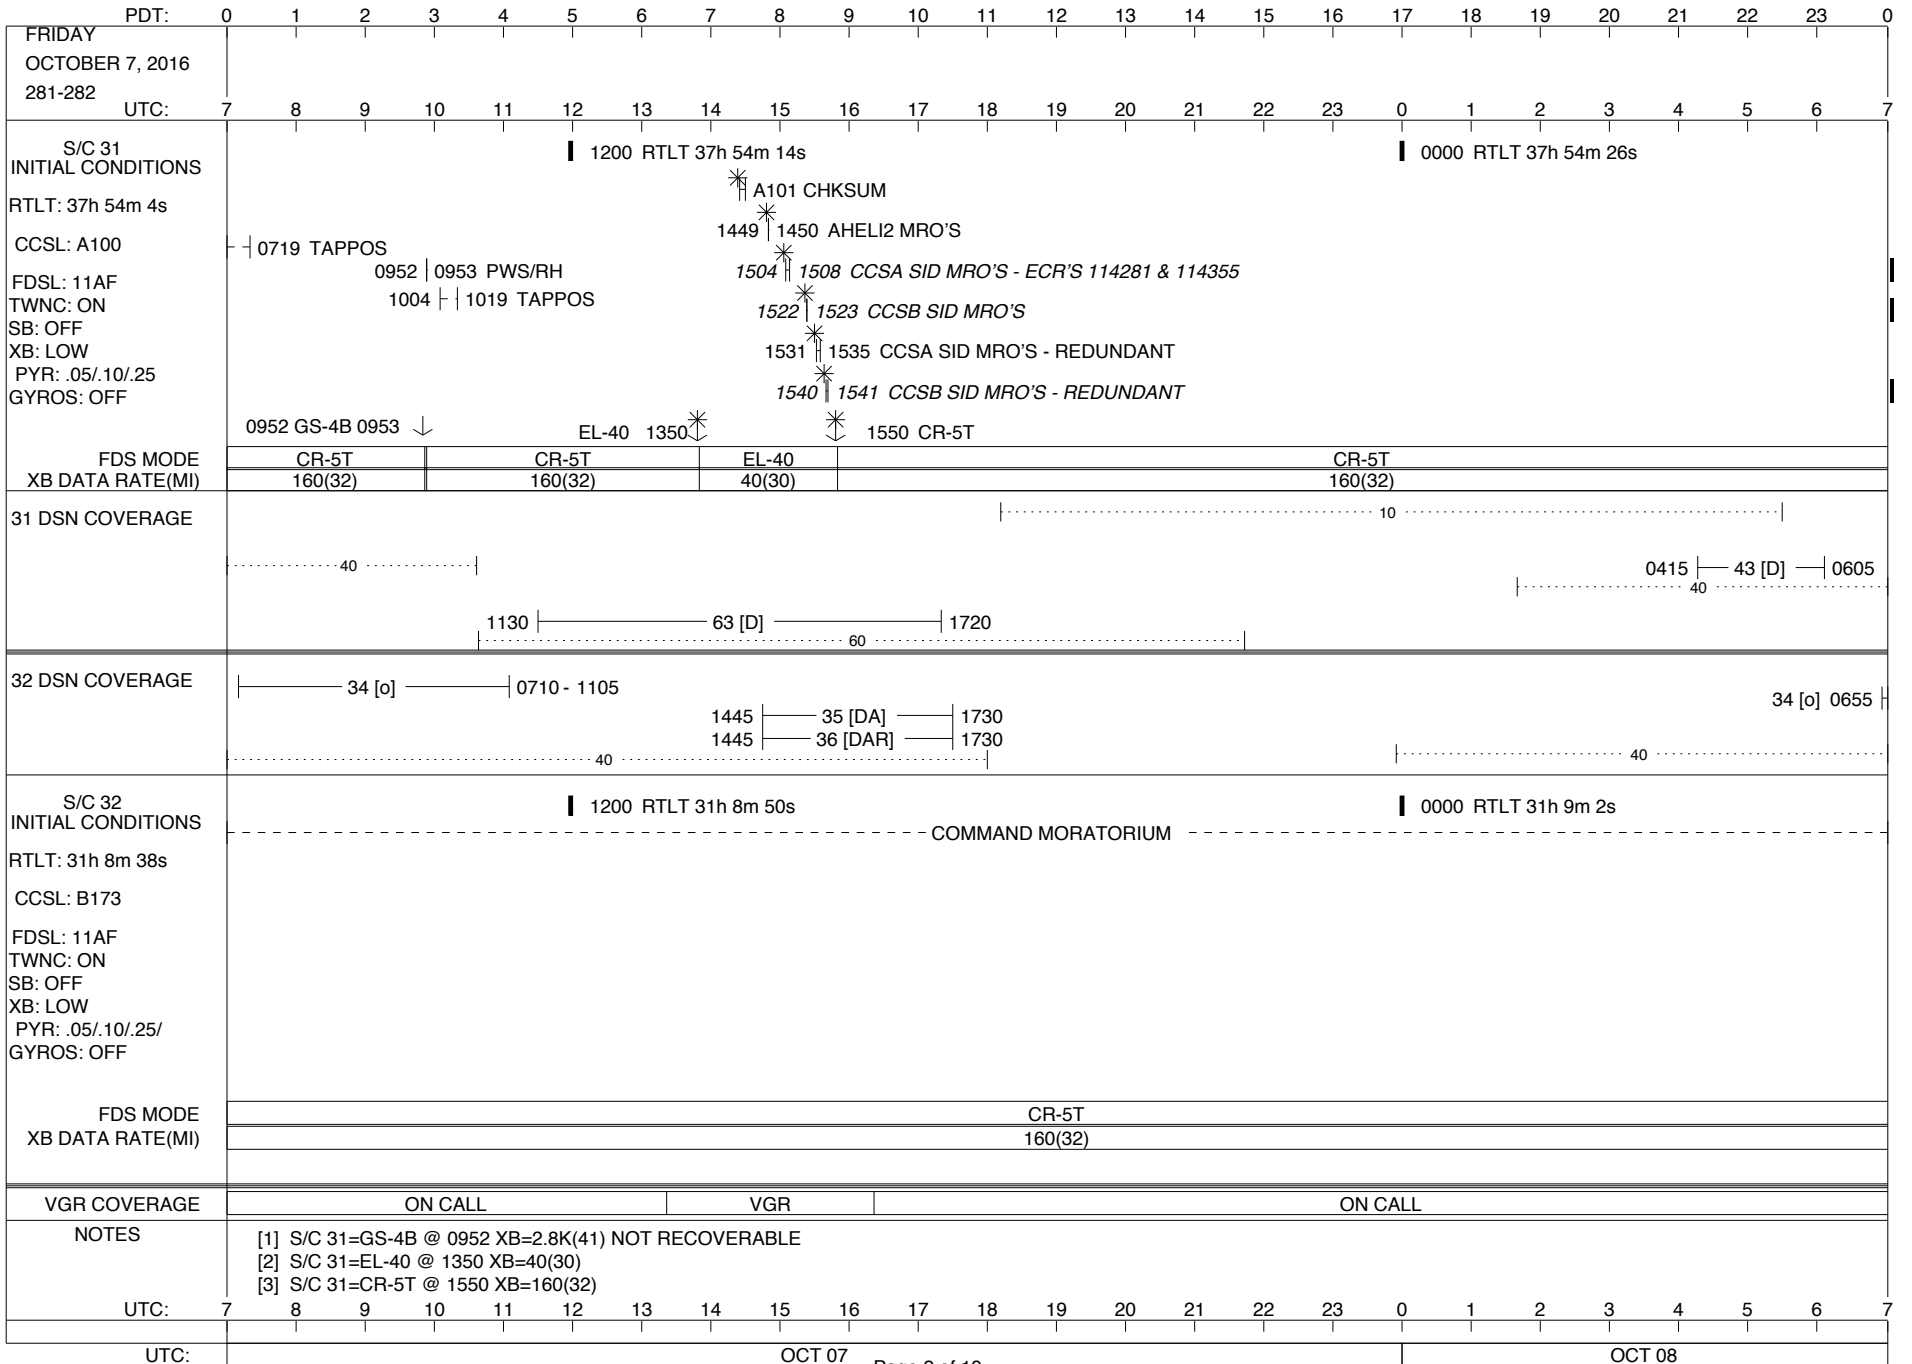 PDT: 0 1 2 3 4 5 6 7 8 9 10 11 12 13 14 15 16 17 18 19 20 21 22 23 0
FRIDAY
OCTOBER 7, 2016
281-282
UTC: 7 8 9 10 11 12 13 14 15 16 17 18 19 20 21 22 23 0 1 2 3 4 5 6 7
S/C 31
INITIAL CONDITIONS
RTLT: 37h 54m 4s
CCSL: A100
FDSL: 11AF
TWNC: ON
SB: OFF
XB: LOW
PYR: .05/.10/.25
GYROS: OFF
1200 RTLT 37h 54m 14s
0000 RTLT 37h 54m 26s
A101 CHKSUM
1449 1450 AHELI2 MRO'S
0719 TAPPOS
0952 0953 PWS/RH
1504 1508 CCSA SID MRO'S - ECR'S 114281 & 114355
1004 1019 TAPPOS
1522 1523 CCSB SID MRO'S
1531 1535 CCSA SID MRO'S - REDUNDANT
1540 1541 CCSB SID MRO'S - REDUNDANT
0952 GS-4B 0953
EL-40 1350
1550 CR-5T
FDS MODE CR-5T CR-5T EL-40 CR-5T
XB DATA RATE(MI) 160(32) 160(32) 40(30) 160(32)
31 DSN COVERAGE
10
40
0415 43 [D] 0605
40
1130 63 [D] 1720
60
32 DSN COVERAGE
34 [o] 0710 - 1105
34 [o] 0655
1445 35 [DA] 1730
1445 36 [DAR] 1730
40
40
S/C 32
INITIAL CONDITIONS
RTLT: 31h 8m 38s
CCSL: B173
FDSL: 11AF
TWNC: ON
SB: OFF
XB: LOW
PYR: .05/.10/.25/
GYROS: OFF
1200 RTLT 31h 8m 50s
0000 RTLT 31h 9m 2s
COMMAND MORATORIUM
FDS MODE CR-5T
XB DATA RATE(MI) 160(32)
VGR COVERAGE ON CALL VGR ON CALL
NOTES
[1] S/C 31=GS-4B @ 0952 XB=2.8K(41) NOT RECOVERABLE
[2] S/C 31=EL-40 @ 1350 XB=40(30)
[3] S/C 31=CR-5T @ 1550 XB=160(32)
UTC: 7 8 9 10 11 12 13 14 15 16 17 18 19 20 21 22 23 0 1 2 3 4 5 6 7
UTC: OCT 07 OCT 08